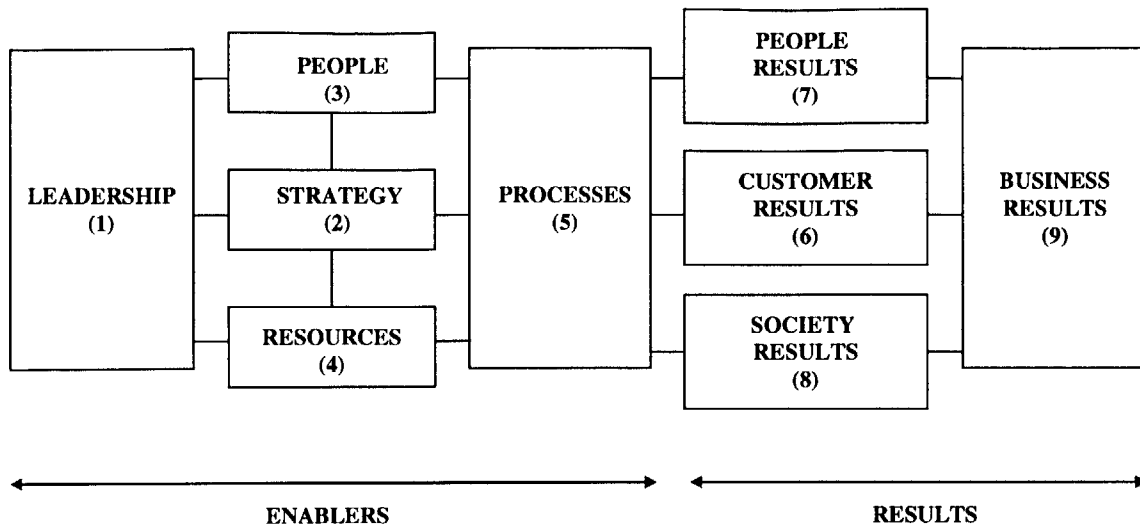 LEADERSHIP
(1)
PEOPLE
(3)
STRATEGY
(2)
RESOURCES
(4)
PROCESSES
(5)
PEOPLE
RESULTS
(7)
CUSTOMER
RESULTS
(6)
SOCIETY
RESULTS
(8)
BUSINESS
RESULTS
(9)
ENABLERS
RESULTS